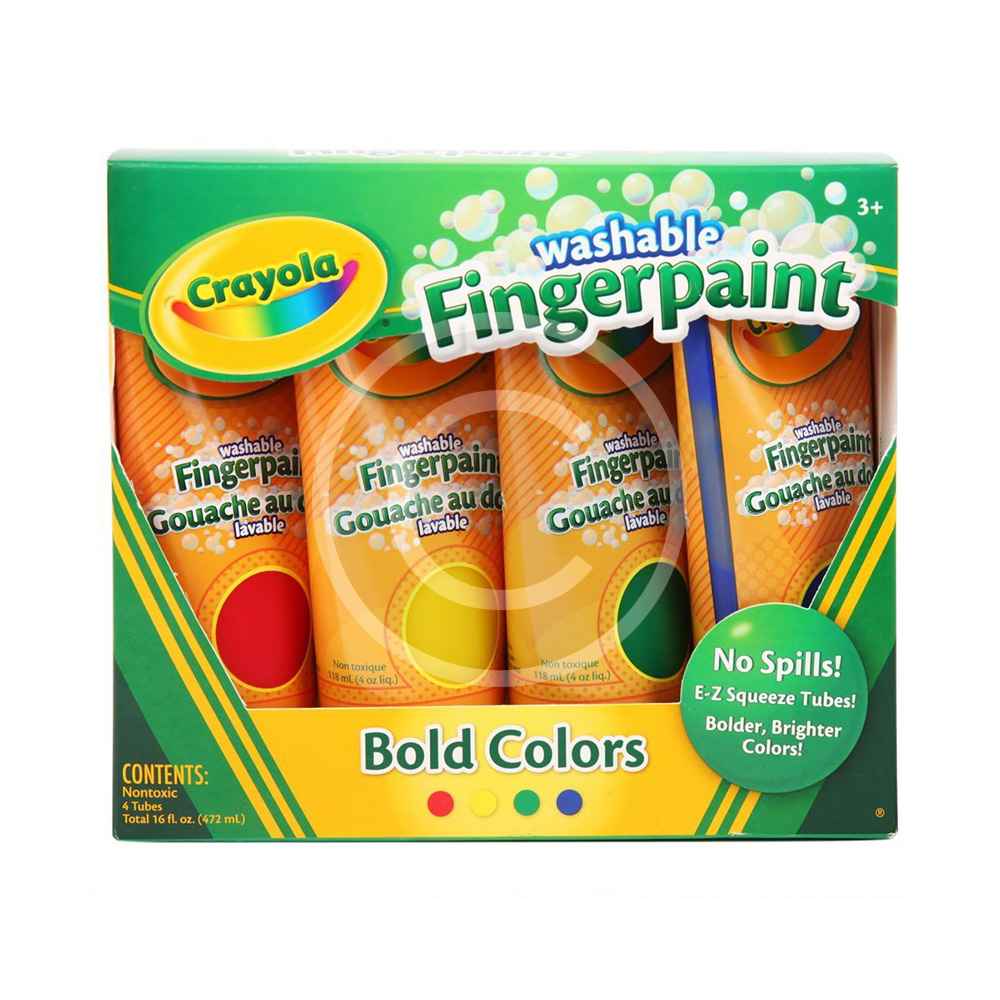 Fingerpaint
3+
Crayola
washable
Fingerpaint
washable
Fingerpai
Gouache au d
lavable
washable
Fingerpaint
Gouache au do
lavable
Non toxique
118 mL (4 oz liq.)
washable
Fingerpai
Gouache au d
lavable
Non toxique
118 mL (4 oz liq.)
washable
Fingerpaint
Gouache au do
lavable
No Spills!
E-Z Squeeze Tubes!
Bolder, Brighter
Colors!
Bold Colors
CONTENTS:
Nontoxic
4 Tubes
Total 16 fl. oz. (472 mL)
®
C